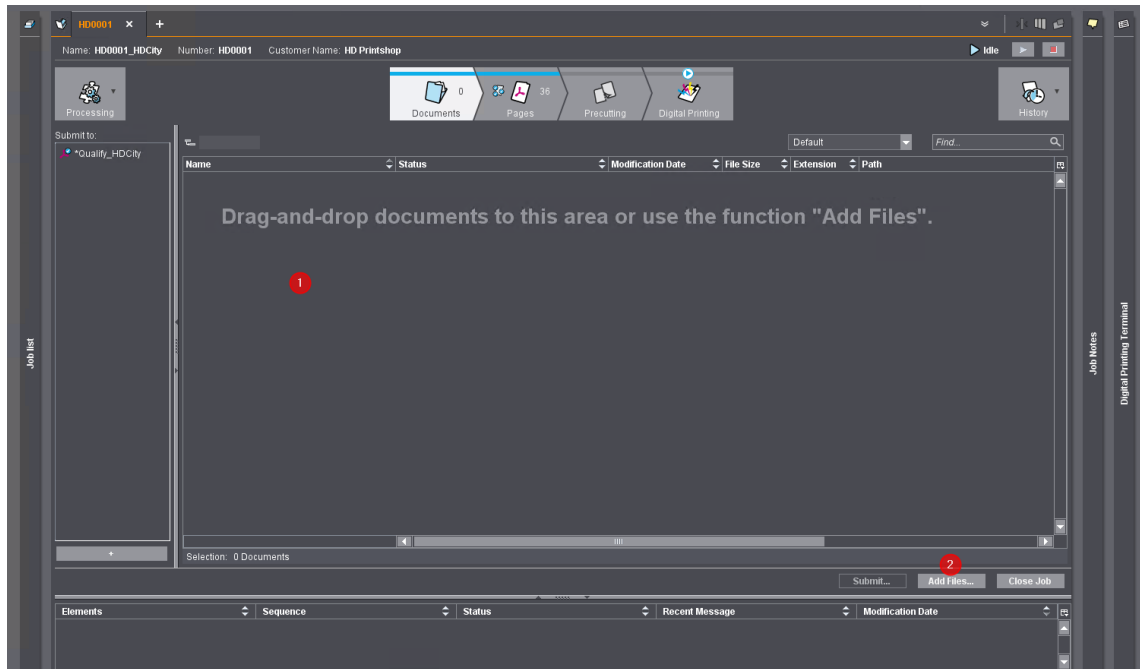 HD0001 × +
Name: HD0001_HDCity Number: HD0001 Customer Name: HD Printshop Idle
Processing
Documents 0
Pages 36
Precutting
Digital Printing
History
Submit to:
*Qualify_HDCity
Default Find...
Name Status Modification Date File Size Extension Path
Drag-and-drop documents to this area or use the function "Add Files".
1
+
Selection: 0 Documents
2
Submit... Add Files... Close Job
Elements Sequence Status Recent Message Modification Date
Job list
Job Notes
Digital Printing Terminal